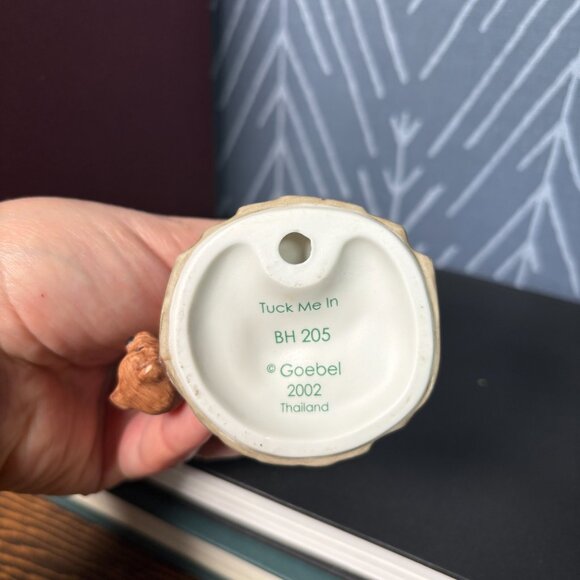 Tuck Me In
BH 205
© Goebel
2002
Thailand